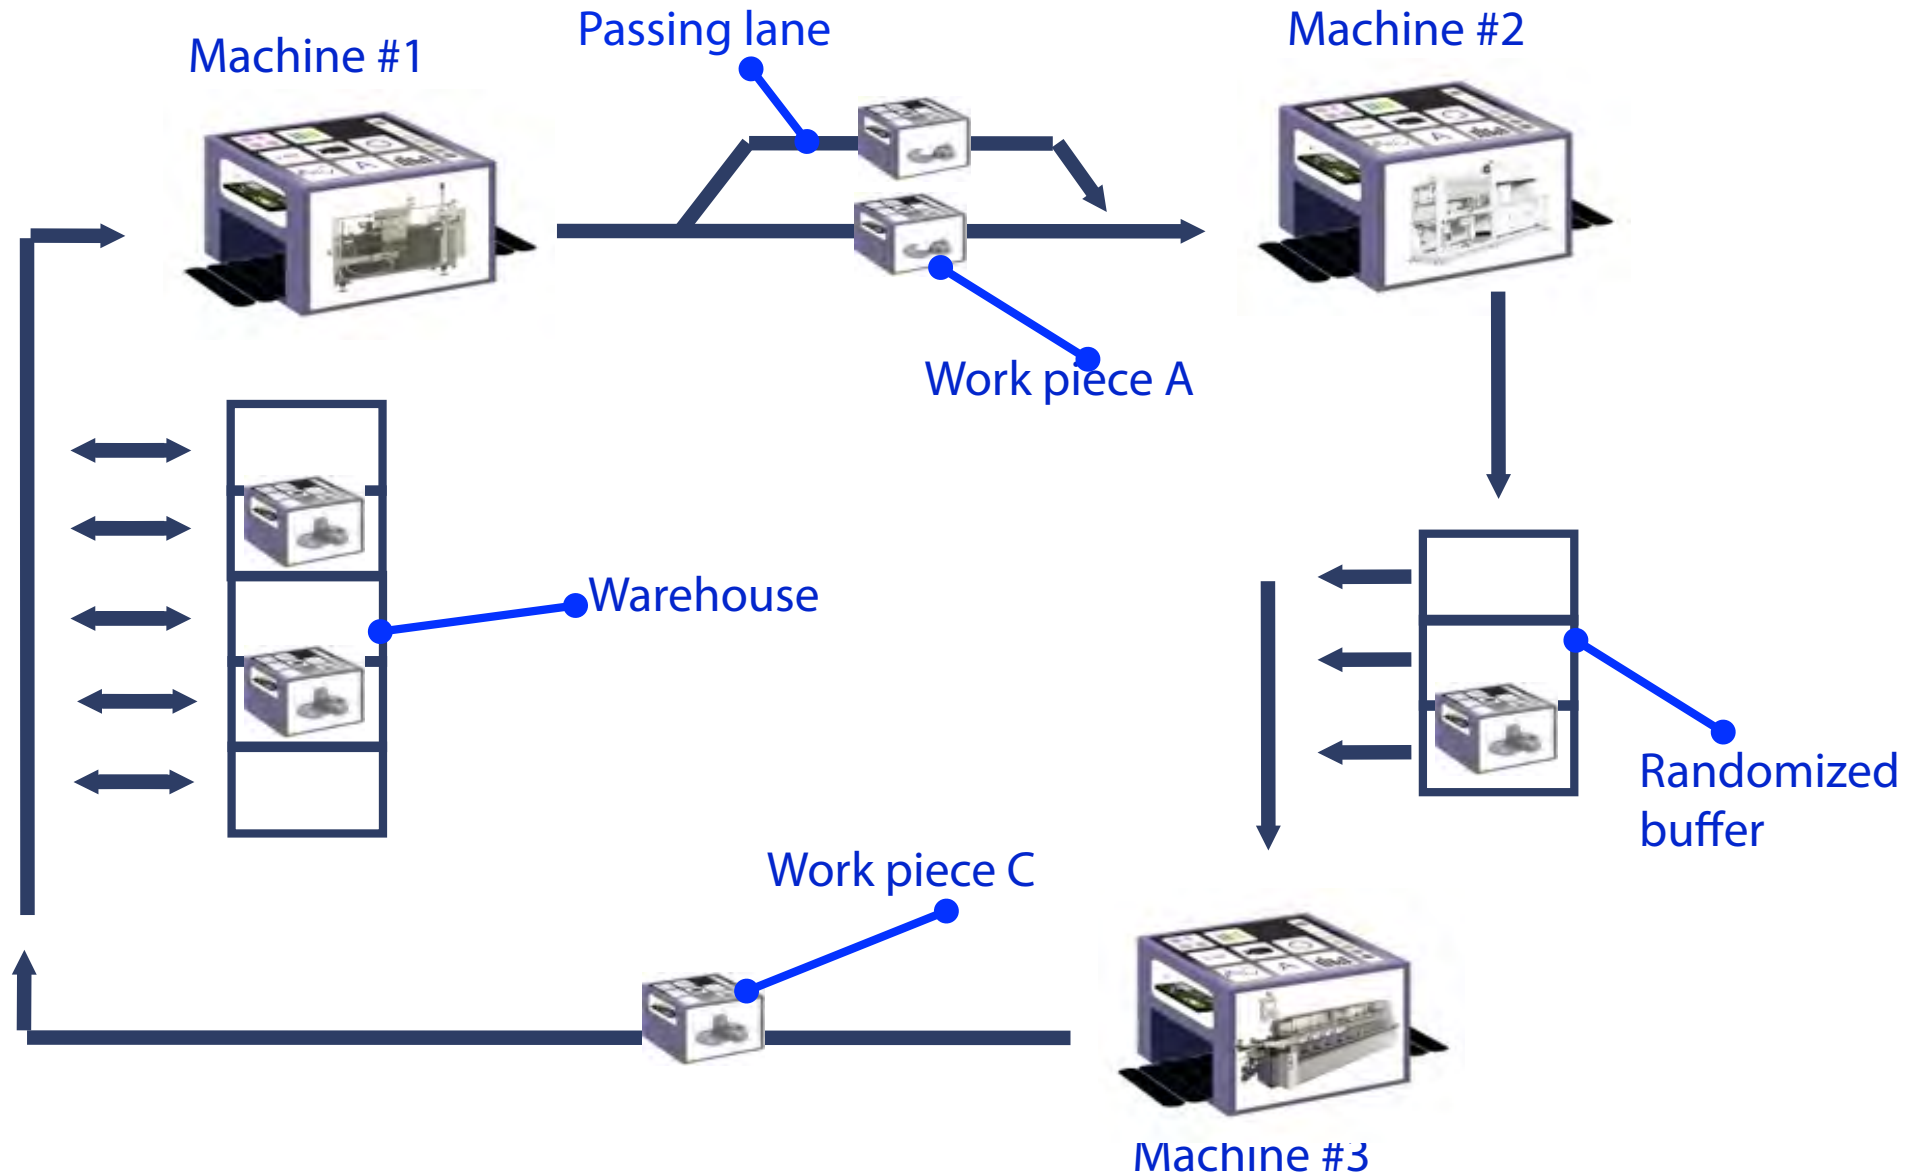 Passing lane
Machine #2
Machine #1
Work piece A
Warehouse
Randomized
buffer
Work piece C
Machine #3